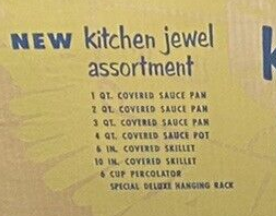 NEW kitchen jewel
assortment
1 QT. COVERED SAUCE PAN
2 QT. COVERED SAUCE PAN
3 QT. COVERED SAUCE PAN
4 QT. COVERED SAUCE POT
6 IN. COVERED SKILLET
10 IN. COVERED SKILLET
6 CUP PERCOLATOR
SPECIAL DELUXE HANGING RACK